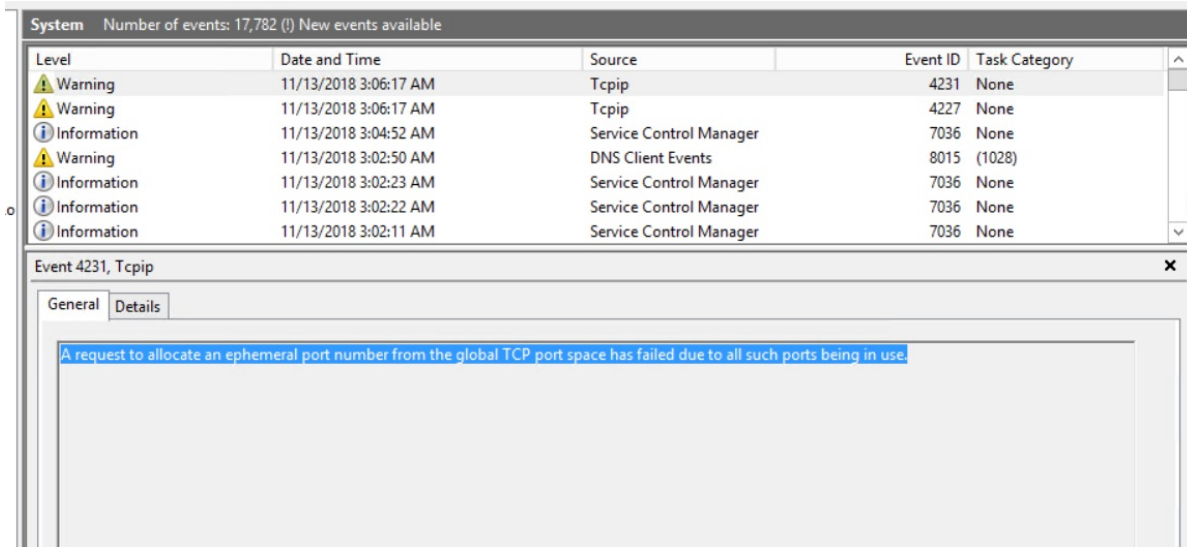 System Number of events: 17,782 (!) New events available
Level Date and Time Source Event ID Task Category
Warning 11/13/2018 3:06:17 AM Tcpip 4231 None
Warning 11/13/2018 3:06:17 AM Tcpip 4227 None
Information 11/13/2018 3:04:52 AM Service Control Manager 7036 None
Warning 11/13/2018 3:02:50 AM DNS Client Events 8015 (1028)
Information 11/13/2018 3:02:23 AM Service Control Manager 7036 None
.o Information 11/13/2018 3:02:22 AM Service Control Manager 7036 None
Information 11/13/2018 3:02:11 AM Service Control Manager 7036 None
Event 4231, Tcpip
General Details
A request to allocate an ephemeral port number from the global TCP port space has failed due to all such ports being in use.